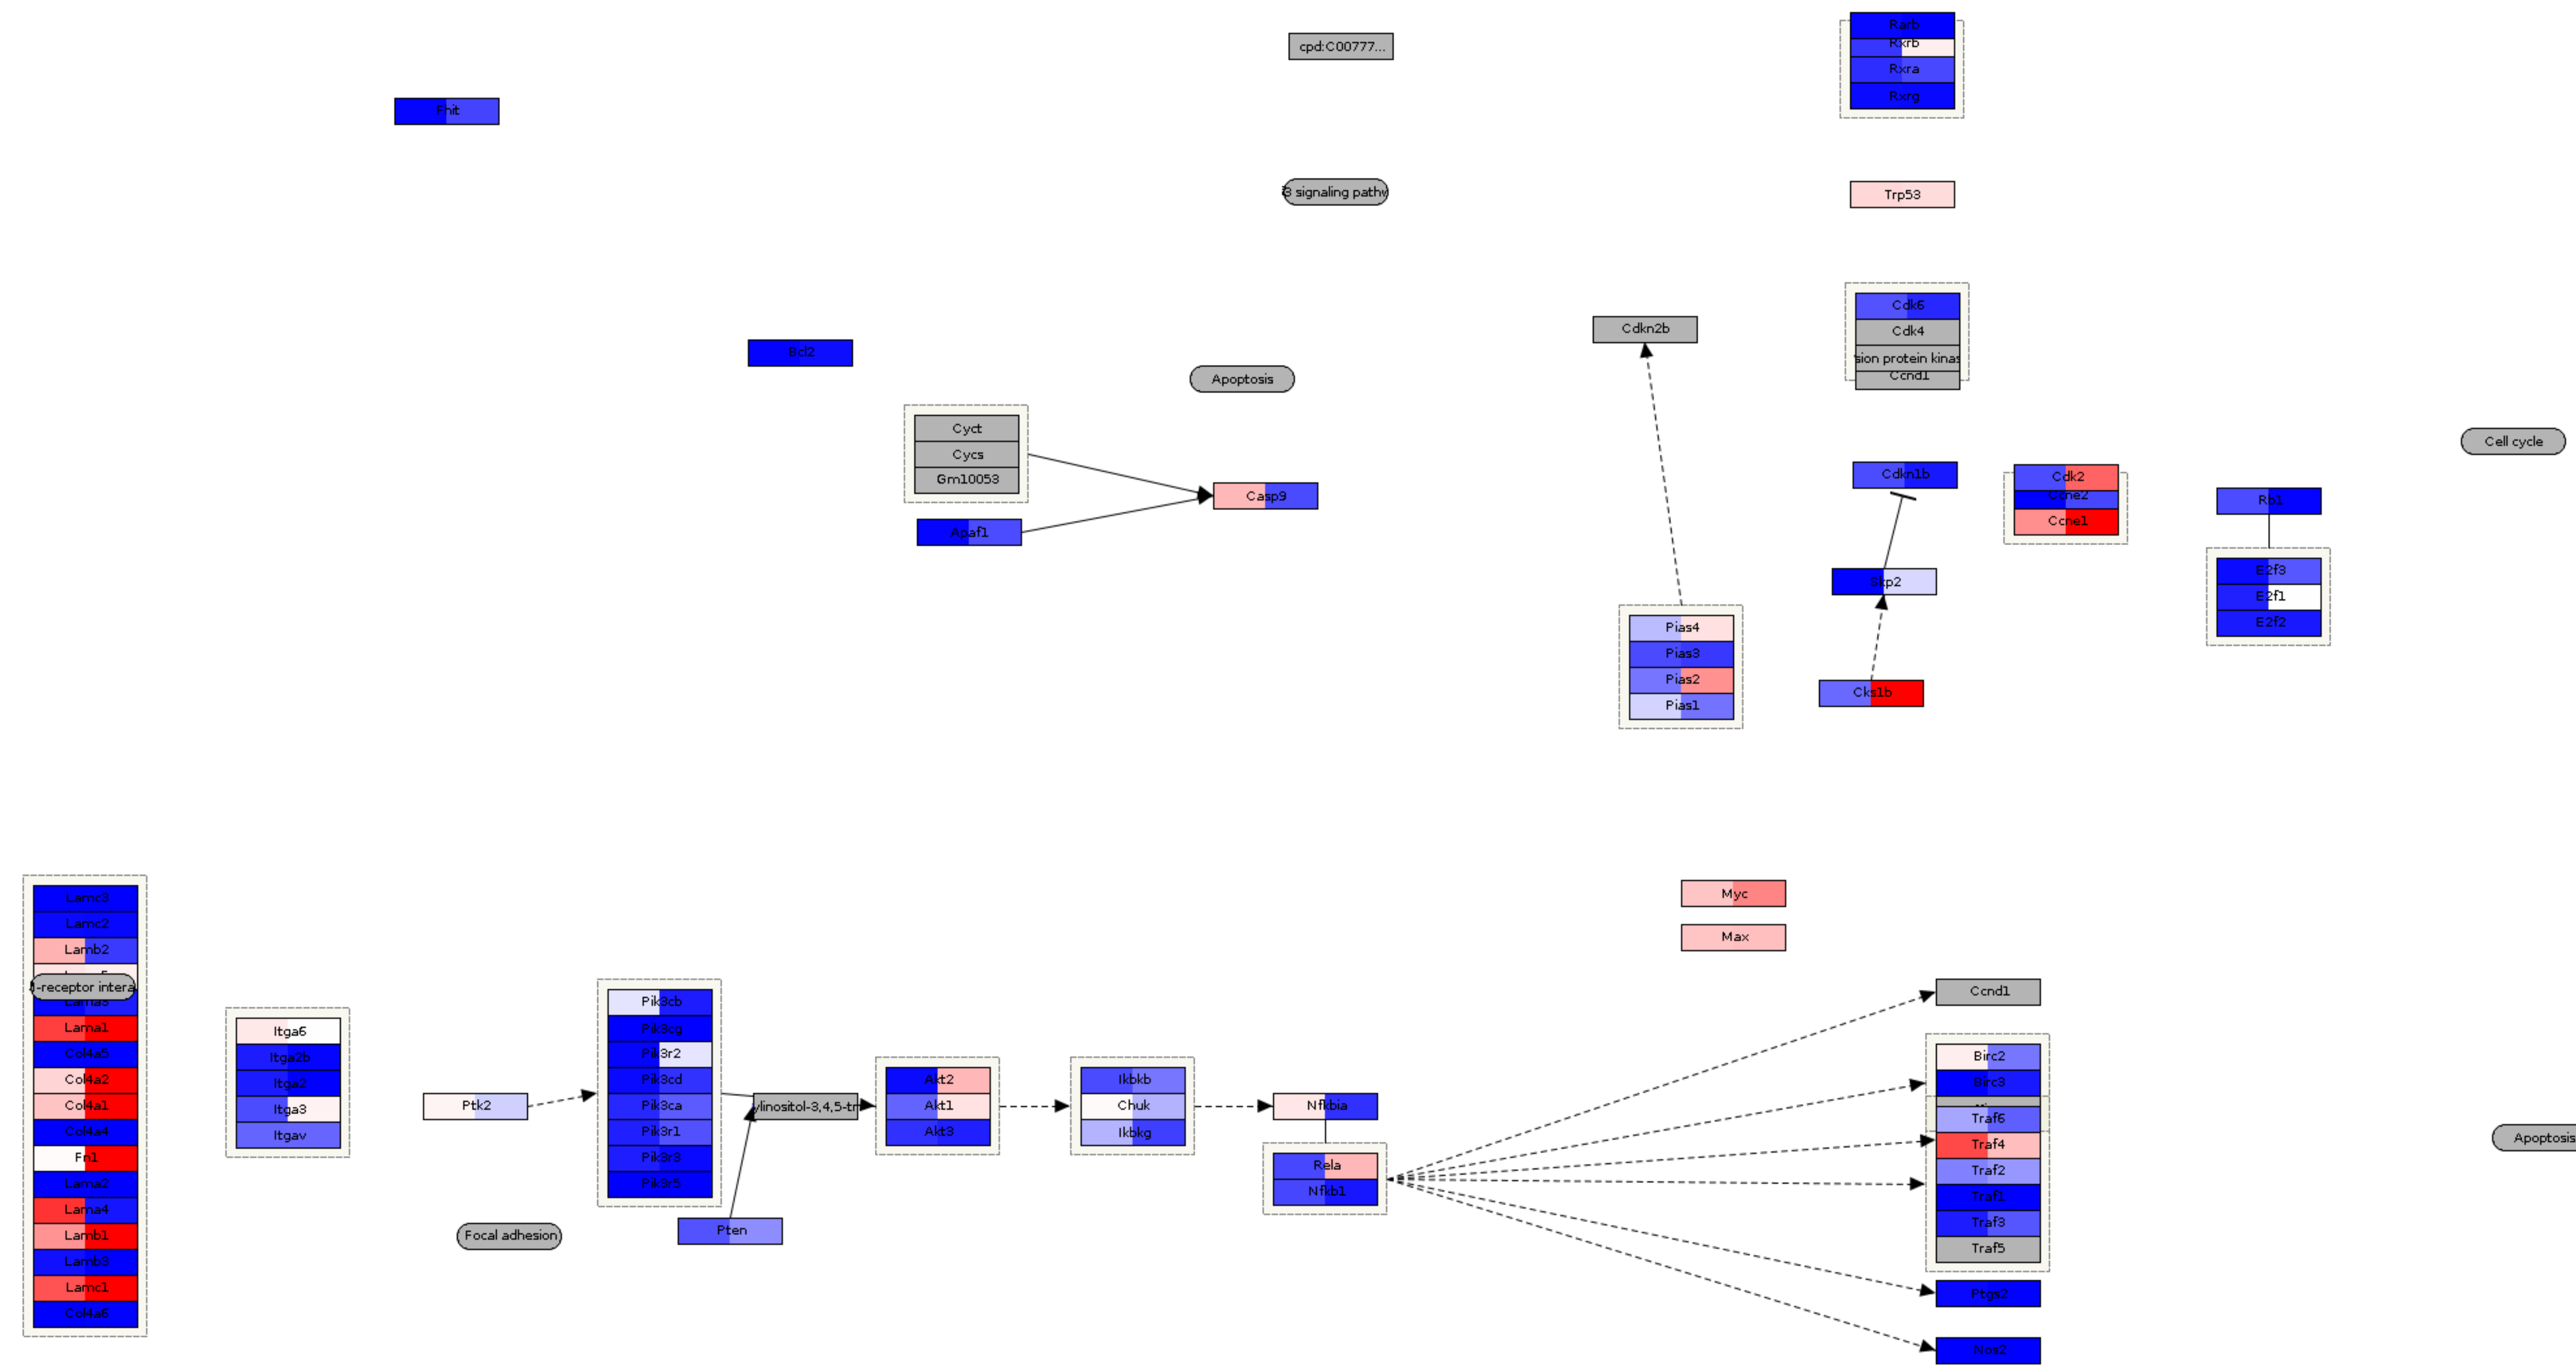 cpd:C00777...
Rarb
Rxrb
Rxra
Rxrg
Fhit
3 signaling pathw
Trp53
Cdk6
Cdk4
sion protein kinas
Ccnd1
Cdkn2b
Bcl2
Apoptosis
Cyct
Cycs
Gm10053
Casp9
Apaf1
Cell cycle
Cdkn1b
Cdk2
Ccne2
Ccne1
Rb1
E2f3
E2f1
E2f2
Skp2
Pias4
Pias3
Pias2
Pias1
Cks1b
Myc
Max
Lamc3
Lamc2
Lamb2
-receptor intera
Lama3
Lama1
Col4a5
Col4a2
Col4a1
Col4a4
Fn1
Lama2
Lama4
Lamb1
Lamb3
Lamc1
Col4a6
Itga6
Itga2b
Itga2
Itga3
Itgav
Ptk2
Focal adhesion
Pik3cb
Pik3cg
Pik3r2
Pik3cd
Pik3ca
Pik3r1
Pik3r3
Pik3r5
Pten
ylinositol-3,4,5-tr
Akt2
Akt1
Akt3
Ikbkb
Chuk
Ikbkg
Nfkbia
Rela
Nfkb1
Ccnd1
Birc2
Birc3
Traf6
Traf4
Traf2
Traf1
Traf3
Traf5
Ptgs2
Nos2
Apoptosis